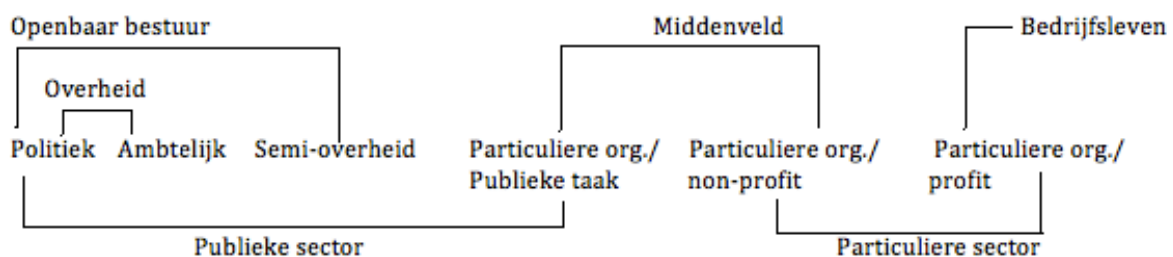 Openbaar bestuur Middenveld Bedrijfsleven
Overheid
Politiek Ambtelijk Semi-overheid Particuliere org./ Particuliere org./ Particuliere org./
Publieke taak non-profit profit
Publieke sector Particuliere sector